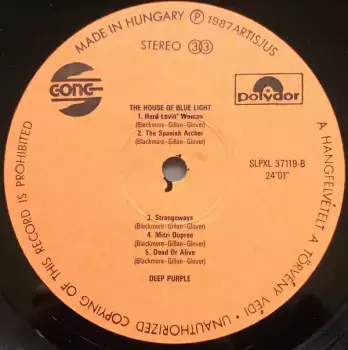 MADE IN HUNGARY Ⓟ 1987 ARTISJUS
STEREO 33
GONG
polydor
THE HOUSE OF BLUE LIGHT
1. Hard Lovin' Woman
(Blackmore-Gillan-Glover)
2. The Spanish Archer
(Blackmore-Gillan-Glover)
SLPXL 37119-B
24'01"
3. Strangeways
(Blackmore-Gillan-Glover)
4. Mitzi Dupree
(Blackmore-Gillan-Glover)
5. Dead Or Alive
(Blackmore-Gillan-Glover)
DEEP PURPLE
A HANGFELVÉTELT A TÖRVÉNY VÉDI • UNAUTHORIZED COPYING OF THIS RECORD IS PROHIBITED